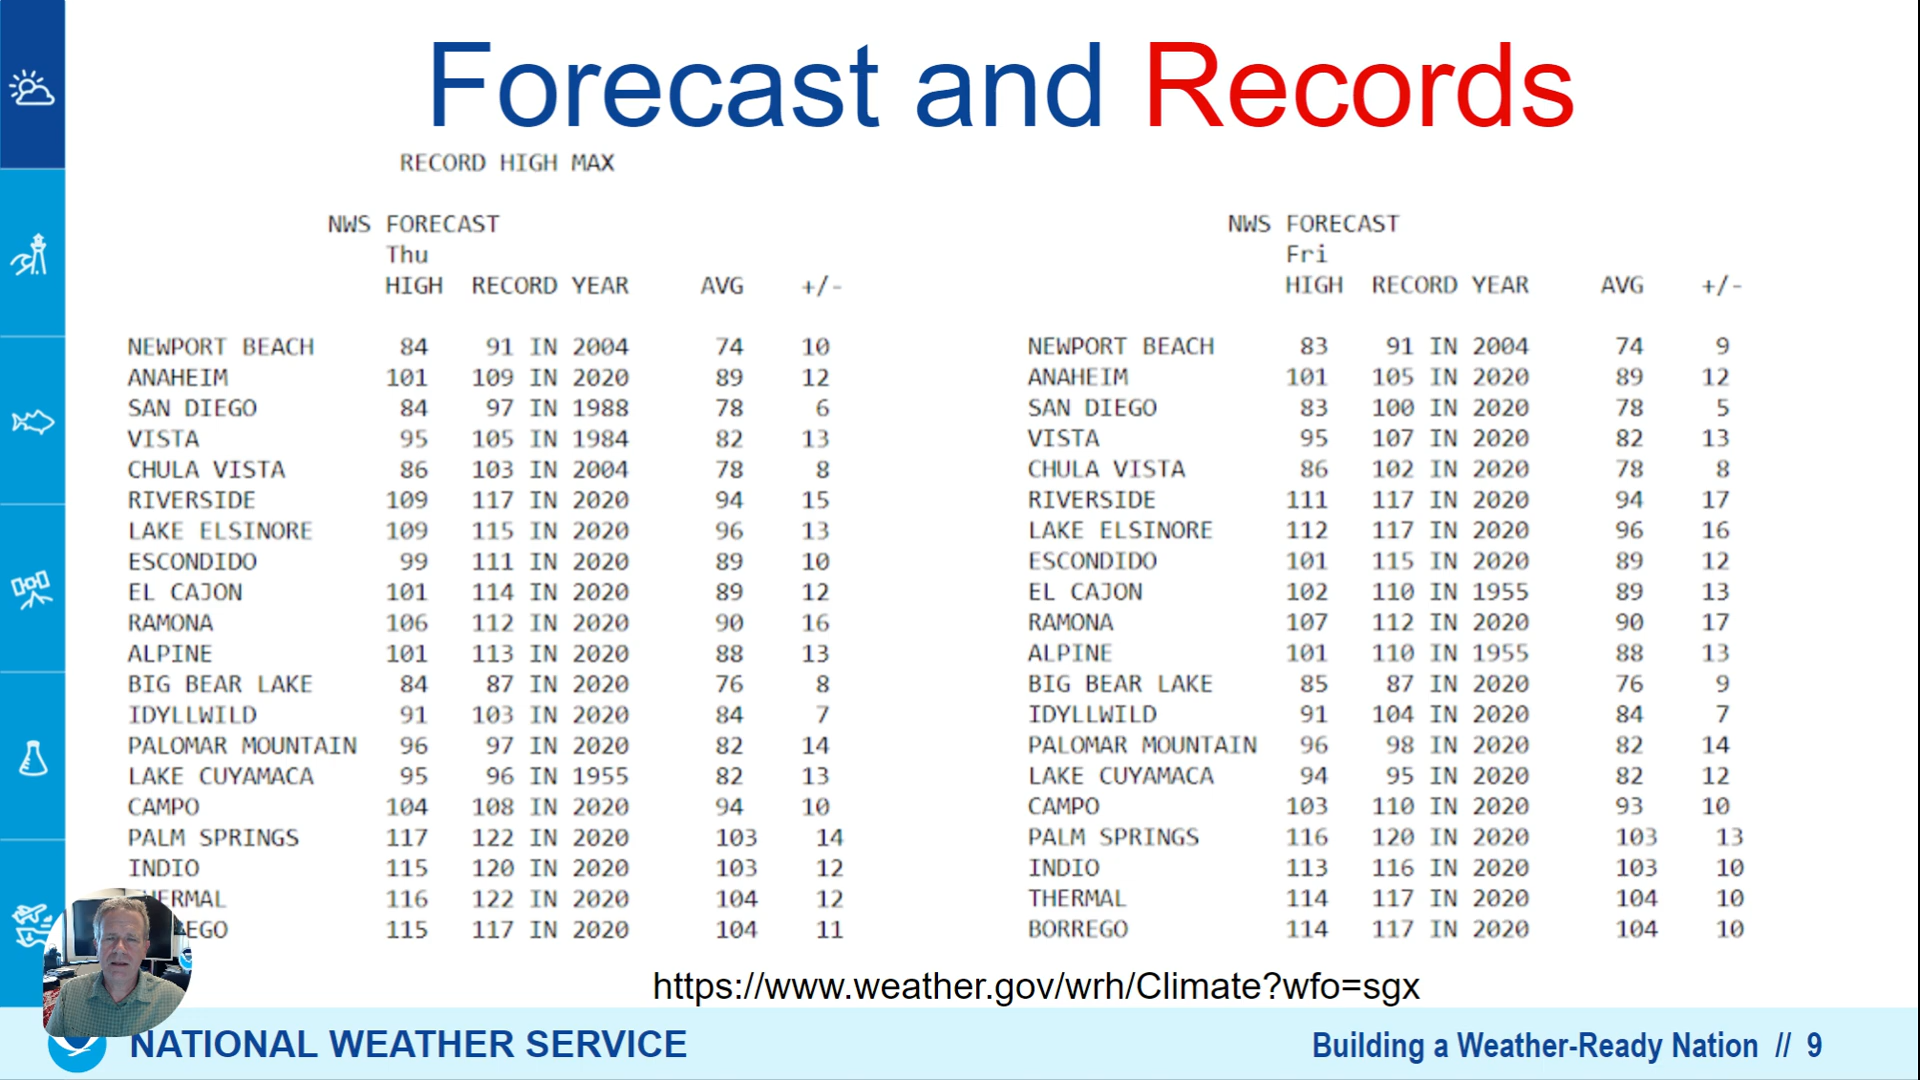 Forecast and Records
RECORD HIGH MAX
NWS FORECAST
Thu
HIGH RECORD YEAR AVG +/-
NEWPORT BEACH 84 91 IN 2004 74 10
ANAHEIM 101 109 IN 2020 89 12
SAN DIEGO 84 97 IN 1988 78 6
VISTA 95 105 IN 1984 82 13
CHULA VISTA 86 103 IN 2004 78 8
RIVERSIDE 109 117 IN 2020 94 15
LAKE ELSINORE 109 115 IN 2020 96 13
ESCONDIDO 99 111 IN 2020 89 10
EL CAJON 101 114 IN 2020 89 12
RAMONA 106 112 IN 2020 90 16
ALPINE 101 113 IN 2020 88 13
BIG BEAR LAKE 84 87 IN 2020 76 8
IDYLLWILD 91 103 IN 2020 84 7
PALOMAR MOUNTAIN 96 97 IN 2020 82 14
LAKE CUYAMACA 95 96 IN 1955 82 13
CAMPO 104 108 IN 2020 94 10
PALM SPRINGS 117 122 IN 2020 103 14
INDIO 115 120 IN 2020 103 12
ERMAL 116 122 IN 2020 104 12
EGO 115 117 IN 2020 104 11
NWS FORECAST
Fri
HIGH RECORD YEAR AVG +/-
NEWPORT BEACH 83 91 IN 2004 74 9
ANAHEIM 101 105 IN 2020 89 12
SAN DIEGO 83 100 IN 2020 78 5
VISTA 95 107 IN 2020 82 13
CHULA VISTA 86 102 IN 2020 78 8
RIVERSIDE 111 117 IN 2020 94 17
LAKE ELSINORE 112 117 IN 2020 96 16
ESCONDIDO 101 115 IN 2020 89 12
EL CAJON 102 110 IN 1955 89 13
RAMONA 107 112 IN 2020 90 17
ALPINE 101 110 IN 1955 88 13
BIG BEAR LAKE 85 87 IN 2020 76 9
IDYLLWILD 91 104 IN 2020 84 7
PALOMAR MOUNTAIN 96 98 IN 2020 82 14
LAKE CUYAMACA 94 95 IN 2020 82 12
CAMPO 103 110 IN 2020 93 10
PALM SPRINGS 116 120 IN 2020 103 13
INDIO 113 116 IN 2020 103 10
THERMAL 114 117 IN 2020 104 10
BORREGO 114 117 IN 2020 104 10
https://www.weather.gov/wrh/Climate?wfo=sgx
NATIONAL WEATHER SERVICE
Building a Weather-Ready Nation // 9